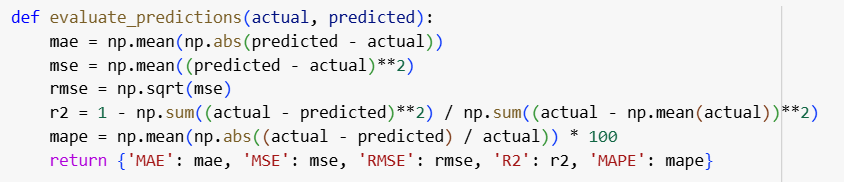 def evaluate_predictions(actual, predicted):
    mae = np.mean(np.abs(predicted - actual))
    mse = np.mean((predicted - actual)**2)
    rmse = np.sqrt(mse)
    r2 = 1 - np.sum((actual - predicted)**2) / np.sum((actual - np.mean(actual))**2)
    mape = np.mean(np.abs((actual - predicted) / actual)) * 100
    return {'MAE': mae, 'MSE': mse, 'RMSE': rmse, 'R2': r2, 'MAPE': mape}